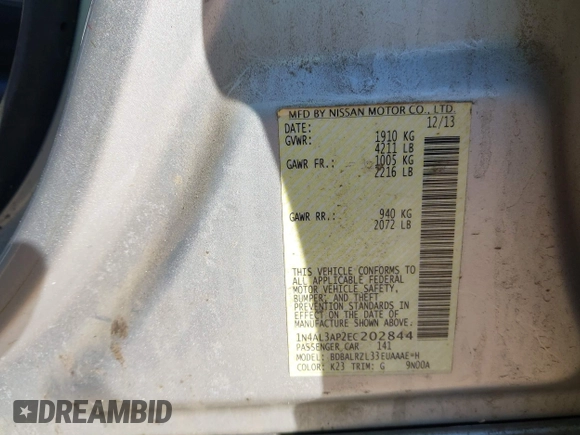 MFD BY NISSAN MOTOR CO., LTD.
DATE: 12/13
GVWR: 1910 KG
4211 LB
GAWR FR.: 1005 KG
2216 LB
GAWR RR.: 940 KG
2072 LB
THIS VEHICLE CONFORMS TO
ALL APPLICABLE FEDERAL
MOTOR VEHICLE SAFETY,
BUMPER, AND THEFT
PREVENTION STANDARDS IN
EFFECT ON THE DATE OF
MANUFACTURE SHOWN ABOVE.
1N4AL3AP2EC202844
PASSENGER CAR 141
MODEL: BDBALRZL33EUAAAE-H
COLOR: K23 TRIM: G 9N00A
DREAMBID